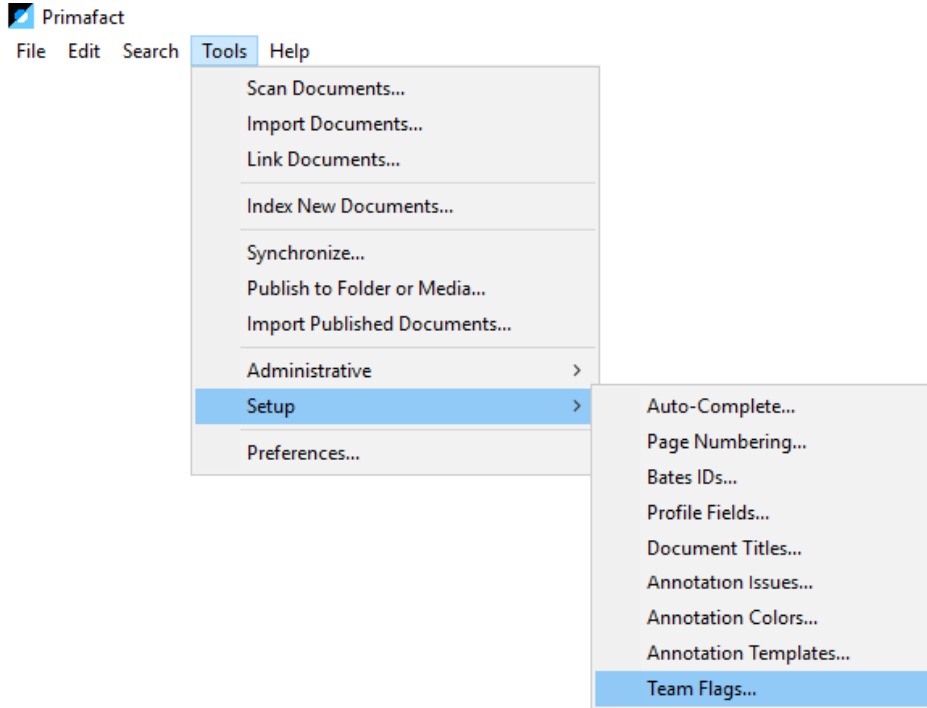 Primafact
File Edit Search Tools Help
Scan Documents...
Import Documents...
Link Documents...
Index New Documents...
Synchronize...
Publish to Folder or Media...
Import Published Documents...
Administrative >
Setup >
Preferences...
Auto-Complete...
Page Numbering...
Bates IDs...
Profile Fields...
Document Titles...
Annotation Issues...
Annotation Colors...
Annotation Templates...
Team Flags...